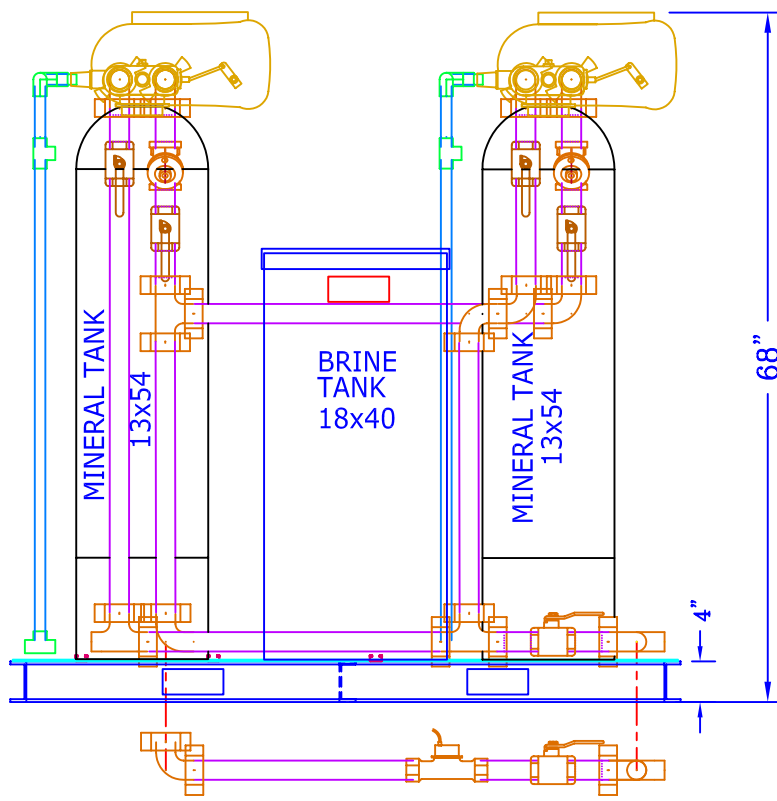 MINERAL TANK
13x54
BRINE
TANK
18x40
MINERAL TANK
13x54
68”
4”